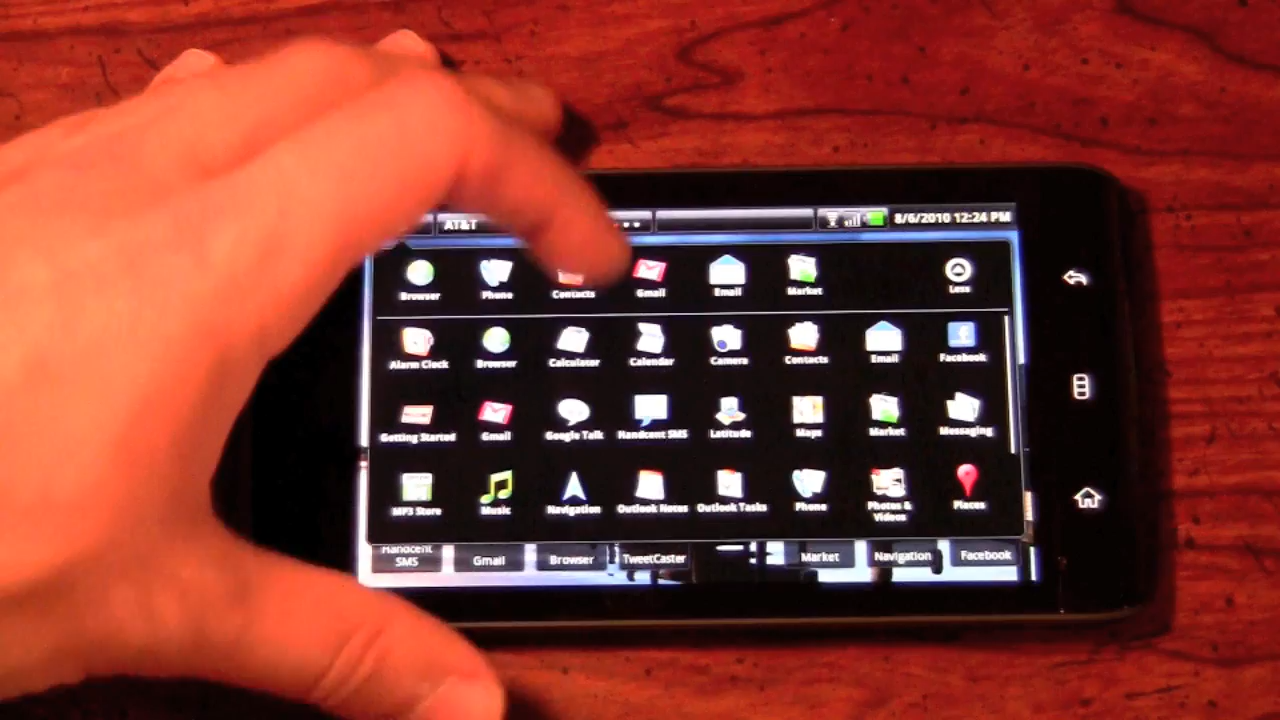 AT&T 8/6/2010 12:24 PM
Browser Phone Contacts Gmail Email Market Less
Alarm Clock Browser Calculator Calendar Camera Contacts Email Facebook
Getting Started Gmail Google Talk Handcent SMS Latitude Maps Market Messaging
MP3 Store Music Navigation Outlook Notes Outlook Tasks Phone Photos & Videos Places
Handcent SMS Gmail Browser TweetCaster Market Navigation Facebook